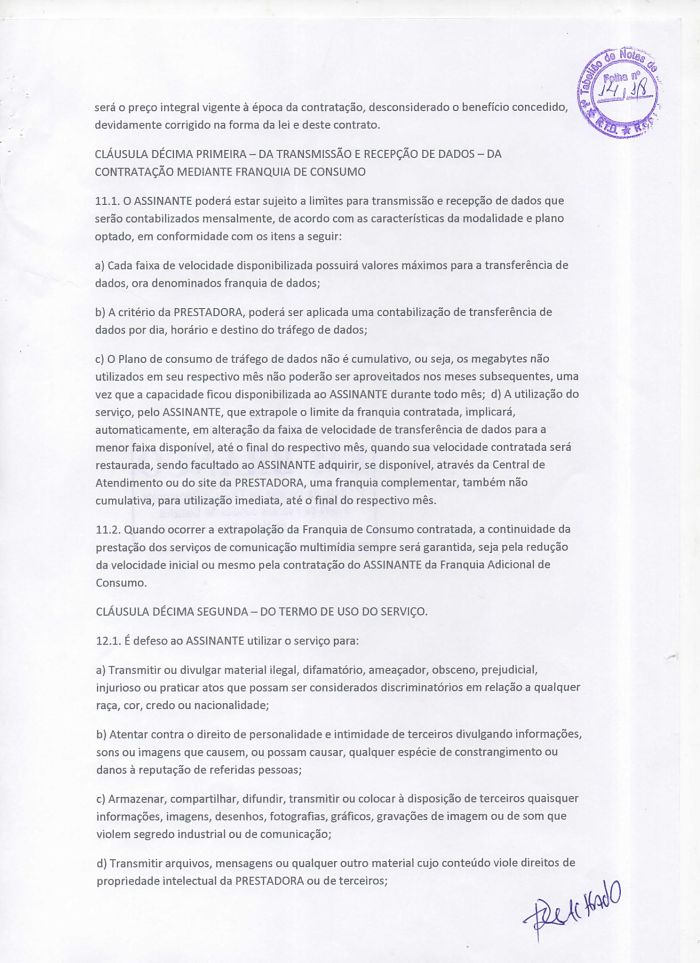 º Tabelião de Notas de
Folha nº
14/18
R.T.D.
será o preço integral vigente à época da contratação, desconsiderado o benefício concedido,
devidamente corrigido na forma da lei e deste contrato.
CLÁUSULA DÉCIMA PRIMEIRA – DA TRANSMISSÃO E RECEPÇÃO DE DADOS – DA
CONTRATAÇÃO MEDIANTE FRANQUIA DE CONSUMO
11.1. O ASSINANTE poderá estar sujeito a limites para transmissão e recepção de dados que
serão contabilizados mensalmente, de acordo com as características da modalidade e plano
optado, em conformidade com os itens a seguir:
a) Cada faixa de velocidade disponibilizada possuirá valores máximos para a transferência de
dados, ora denominados franquia de dados;
b) A critério da PRESTADORA, poderá ser aplicada uma contabilização de transferência de
dados por dia, horário e destino do tráfego de dados;
c) O Plano de consumo de tráfego de dados não é cumulativo, ou seja, os megabytes não
utilizados em seu respectivo mês não poderão ser aproveitados nos meses subsequentes, uma
vez que a capacidade ficou disponibilizada ao ASSINANTE durante todo mês; d) A utilização do
serviço, pelo ASSINANTE, que extrapole o limite da franquia contratada, implicará,
automaticamente, em alteração da faixa de velocidade de transferência de dados para a
menor faixa disponível, até o final do respectivo mês, quando sua velocidade contratada será
restaurada, sendo facultado ao ASSINANTE adquirir, se disponível, através da Central de
Atendimento ou do site da PRESTADORA, uma franquia complementar, também não
cumulativa, para utilização imediata, até o final do respectivo mês.
11.2. Quando ocorrer a extrapolação da Franquia de Consumo contratada, a continuidade da
prestação dos serviços de comunicação multimídia sempre será garantida, seja pela redução
da velocidade inicial ou mesmo pela contratação do ASSINANTE da Franquia Adicional de
Consumo.
CLÁUSULA DÉCIMA SEGUNDA – DO TERMO DE USO DO SERVIÇO.
12.1. É defeso ao ASSINANTE utilizar o serviço para:
a) Transmitir ou divulgar material ilegal, difamatório, ameaçador, obsceno, prejudicial,
injurioso ou praticar atos que possam ser considerados discriminatórios em relação a qualquer
raça, cor, credo ou nacionalidade;
b) Atentar contra o direito de personalidade e intimidade de terceiros divulgando informações,
sons ou imagens que causem, ou possam causar, qualquer espécie de constrangimento ou
danos à reputação de referidas pessoas;
c) Armazenar, compartilhar, difundir, transmitir ou colocar à disposição de terceiros quaisquer
informações, imagens, desenhos, fotografias, gráficos, gravações de imagem ou de som que
violem segredo industrial ou de comunicação;
d) Transmitir arquivos, mensagens ou qualquer outro material cujo conteúdo viole direitos de
propriedade intelectual da PRESTADORA ou de terceiros;